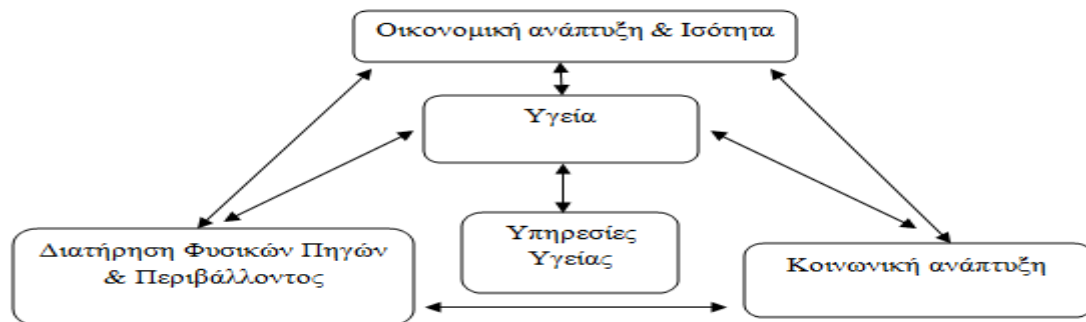 Οικονομική ανάπτυξη & Ισότητα
Υγεία
Υπηρεσίες
Υγείας
Διατήρηση Φυσικών Πηγών
& Περιβάλλοντος
Κοινωνική ανάπτυξη